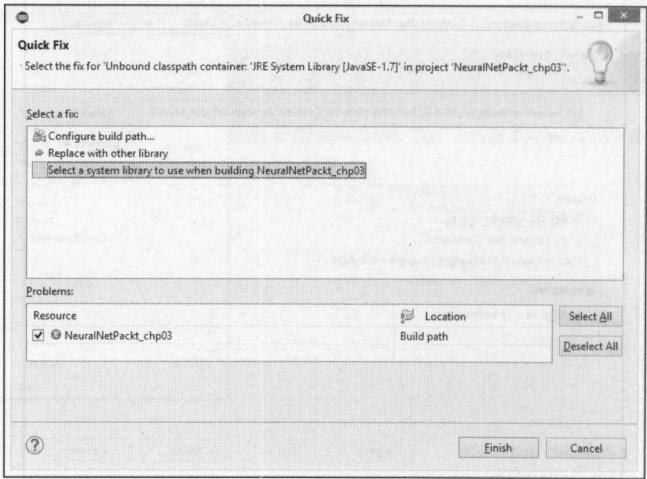 Quick Fix
Quick Fix
Select the fix for 'Unbound classpath container: 'JRE System Library [JavaSE-1.7]' in project 'NeuralNetPackt_chp03''.
Select a fix:
Configure build path...
Replace with other library
Select a system library to use when building NeuralNetPackt_chp03
Problems:
Resource Location
NeuralNetPackt_chp03 Build path
Select All
Deselect All
Finish Cancel